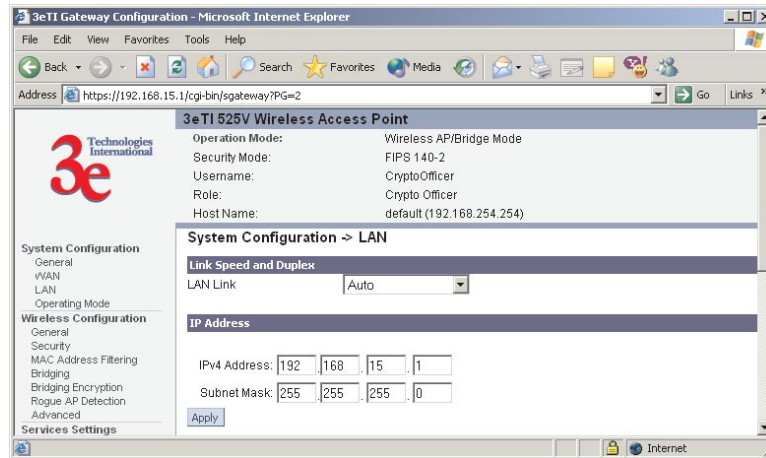 3eTI Gateway Configuration - Microsoft Internet Explorer
File Edit View Favorites Tools Help
Back Search Favorites Media
Address https://192.168.15.1/cgi-bin/sgateway?PG=2 Go Links »
3e Technologies International
3eTI 525V Wireless Access Point
Operation Mode: Wireless AP/Bridge Mode
Security Mode: FIPS 140-2
Username: CryptoOfficer
Role: Crypto Officer
Host Name: default (192.168.254.254)
System Configuration
General
WAN
LAN
Operating Mode
Wireless Configuration
General
Security
MAC Address Filtering
Bridging
Bridging Encryption
Rogue AP Detection
Advanced
Services Settings
System Configuration -> LAN
Link Speed and Duplex
LAN Link Auto
IP Address
IPv4 Address: 192 . 168 . 15 . 1
Subnet Mask: 255 . 255 . 255 . 0
Apply
Internet